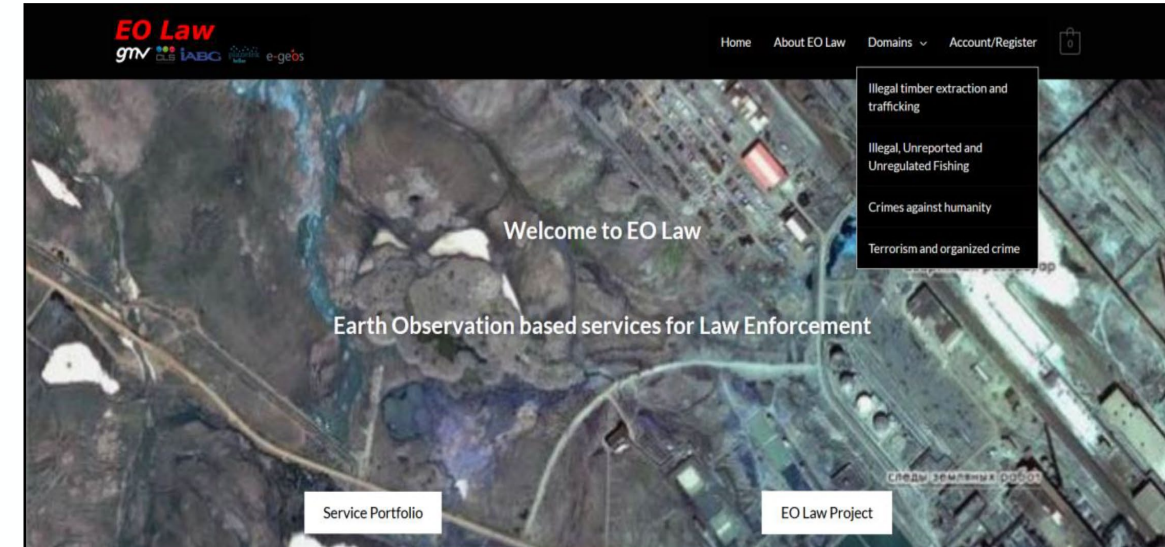 EO Law
gmv CLS IABG e-geos
Home About EO Law Domains Account/Register 0
Illegal timber extraction and
trafficking
Illegal, Unreported and
Unregulated Fishing
Crimes against humanity
Terrorism and organized crime
Welcome to EO Law
Earth Observation based services for Law Enforcement
следы земляных работ
Service Portfolio
EO Law Project